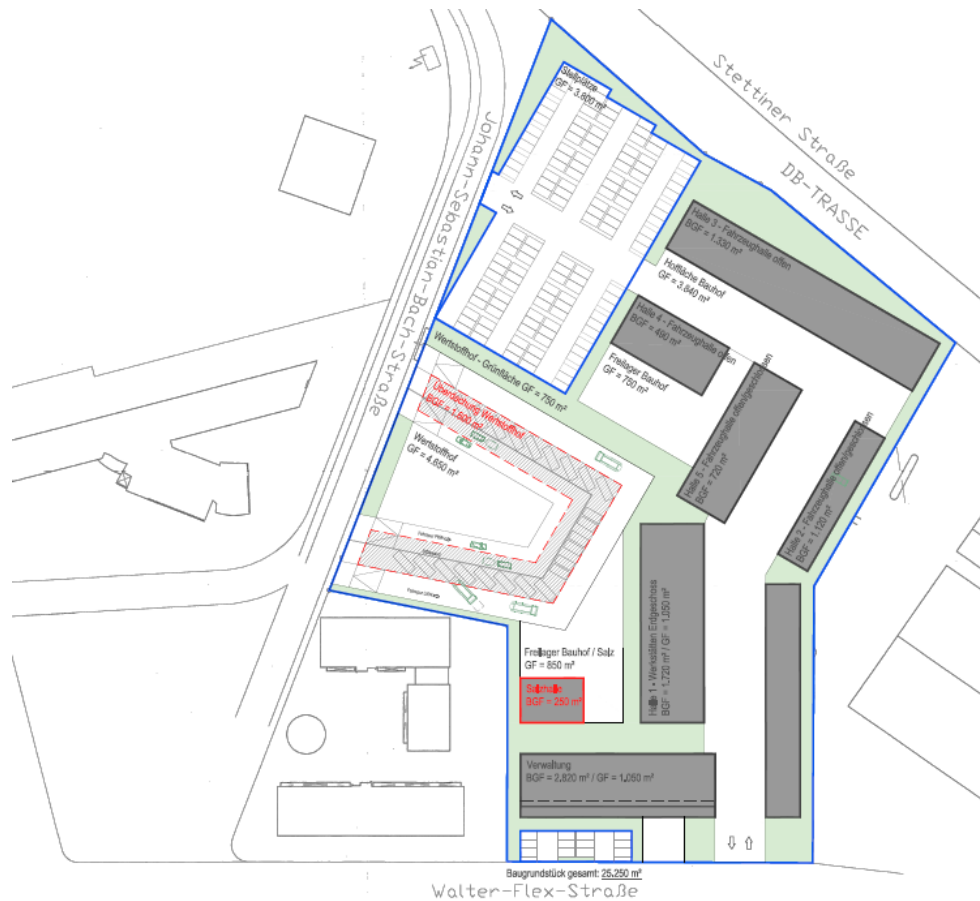 Stettiner Straße
DB-TRASSE
Johann-Sebastian-Bach-Straße
Stellplätze
GF = 3.800 m²
Halle 3 - Fahrzeughalle offen
BGF = 1.330 m²
Hoffläche Bauhof
GF = 3.840 m²
Halle 4 - Fahrzeughalle offen
BGF = 490 m²
Freilager Bauhof
GF = 750 m²
Wertstoffhof - Grünfläche GF = 750 m²
Halle 5 - Fahrzeughalle offen/geschlossen
BGF = 720 m²
Halle 2 - Fahrzeughalle offen/geschlossen
BGF = 1.120 m²
Überdachung Wertstoffhof
BGF = 1.600 m²
Wertstoffhof
GF = 4.650 m²
Halle 1 - Werkstätten Erdgeschoss
BGF = 1.720 m² / GF = 1.050 m²
Freilager Bauhof / Salz
GF = 850 m²
Salzhalle
BGF = 250 m²
Verwaltung
BGF = 2.820 m² / GF = 1.050 m²
Baugrundstück gesamt: 25.250 m²
Walter-Flex-Straße